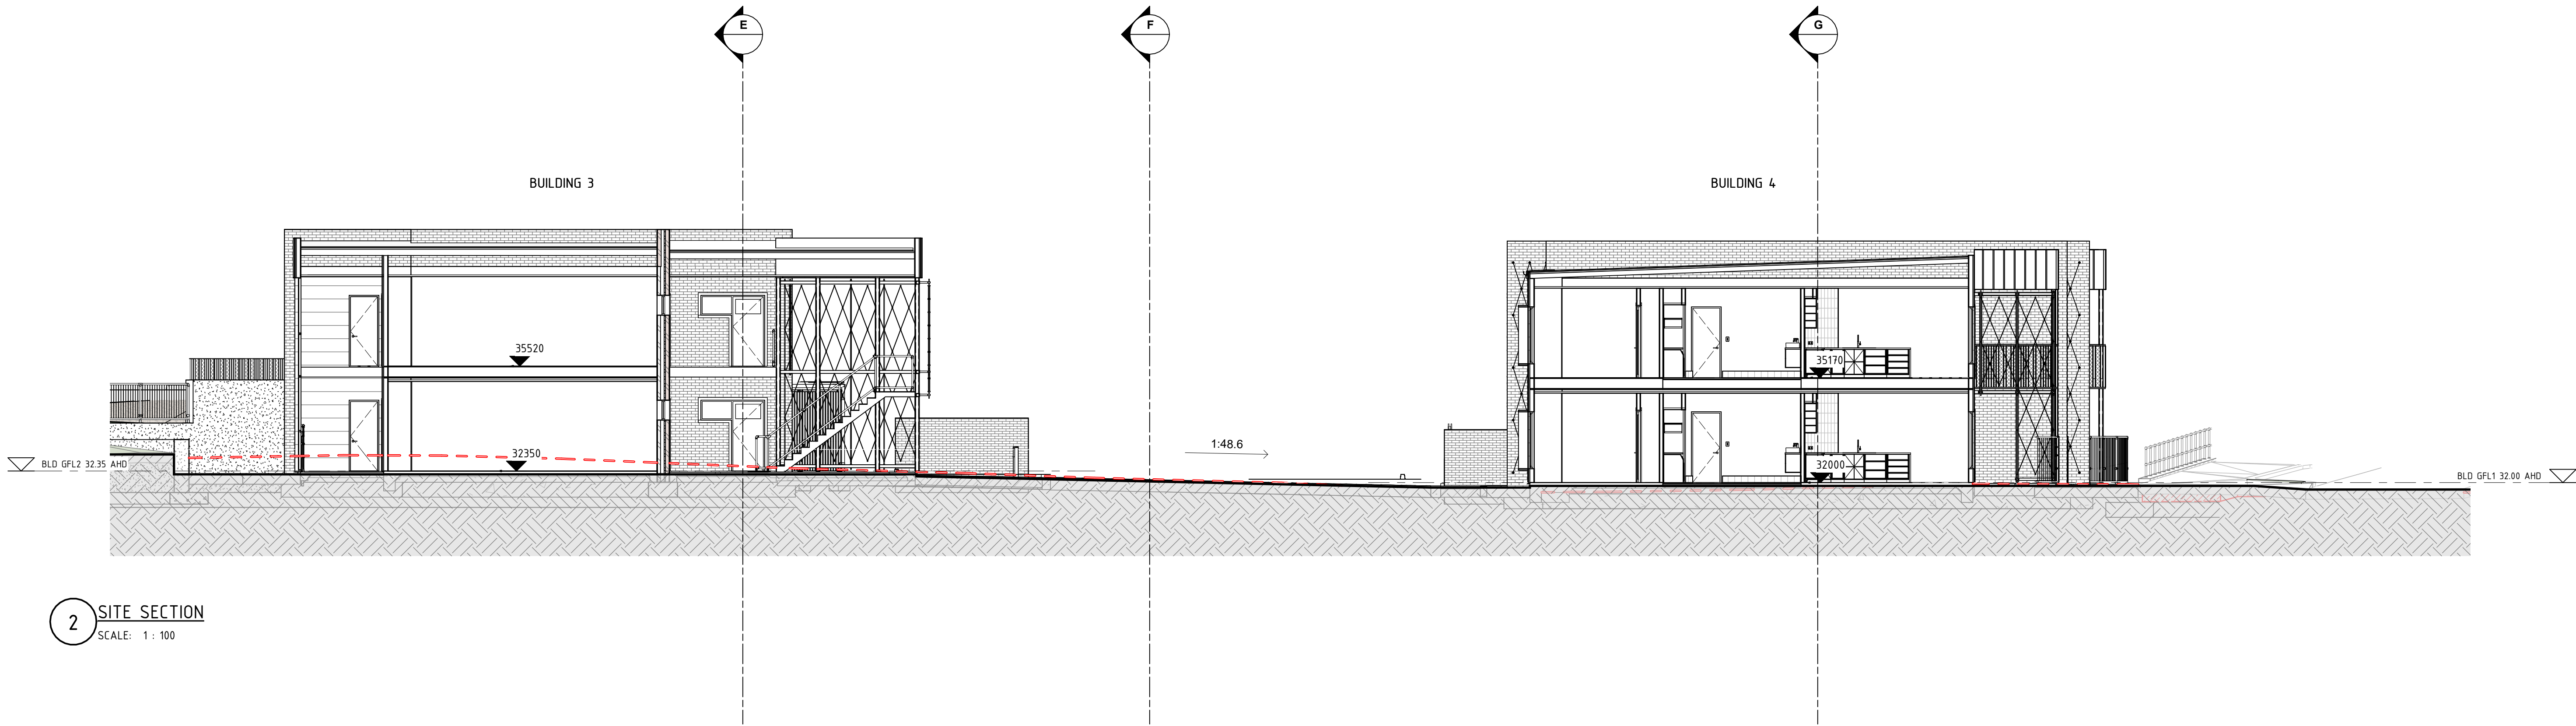 E
F
G
BUILDING 3
BUILDING 4
35520
35170
32350
1:48.6
32000
BLD GFL2 32.35 AHD
BLD GFL1 32.00 AHD
2
SITE SECTION
SCALE: 1 : 100